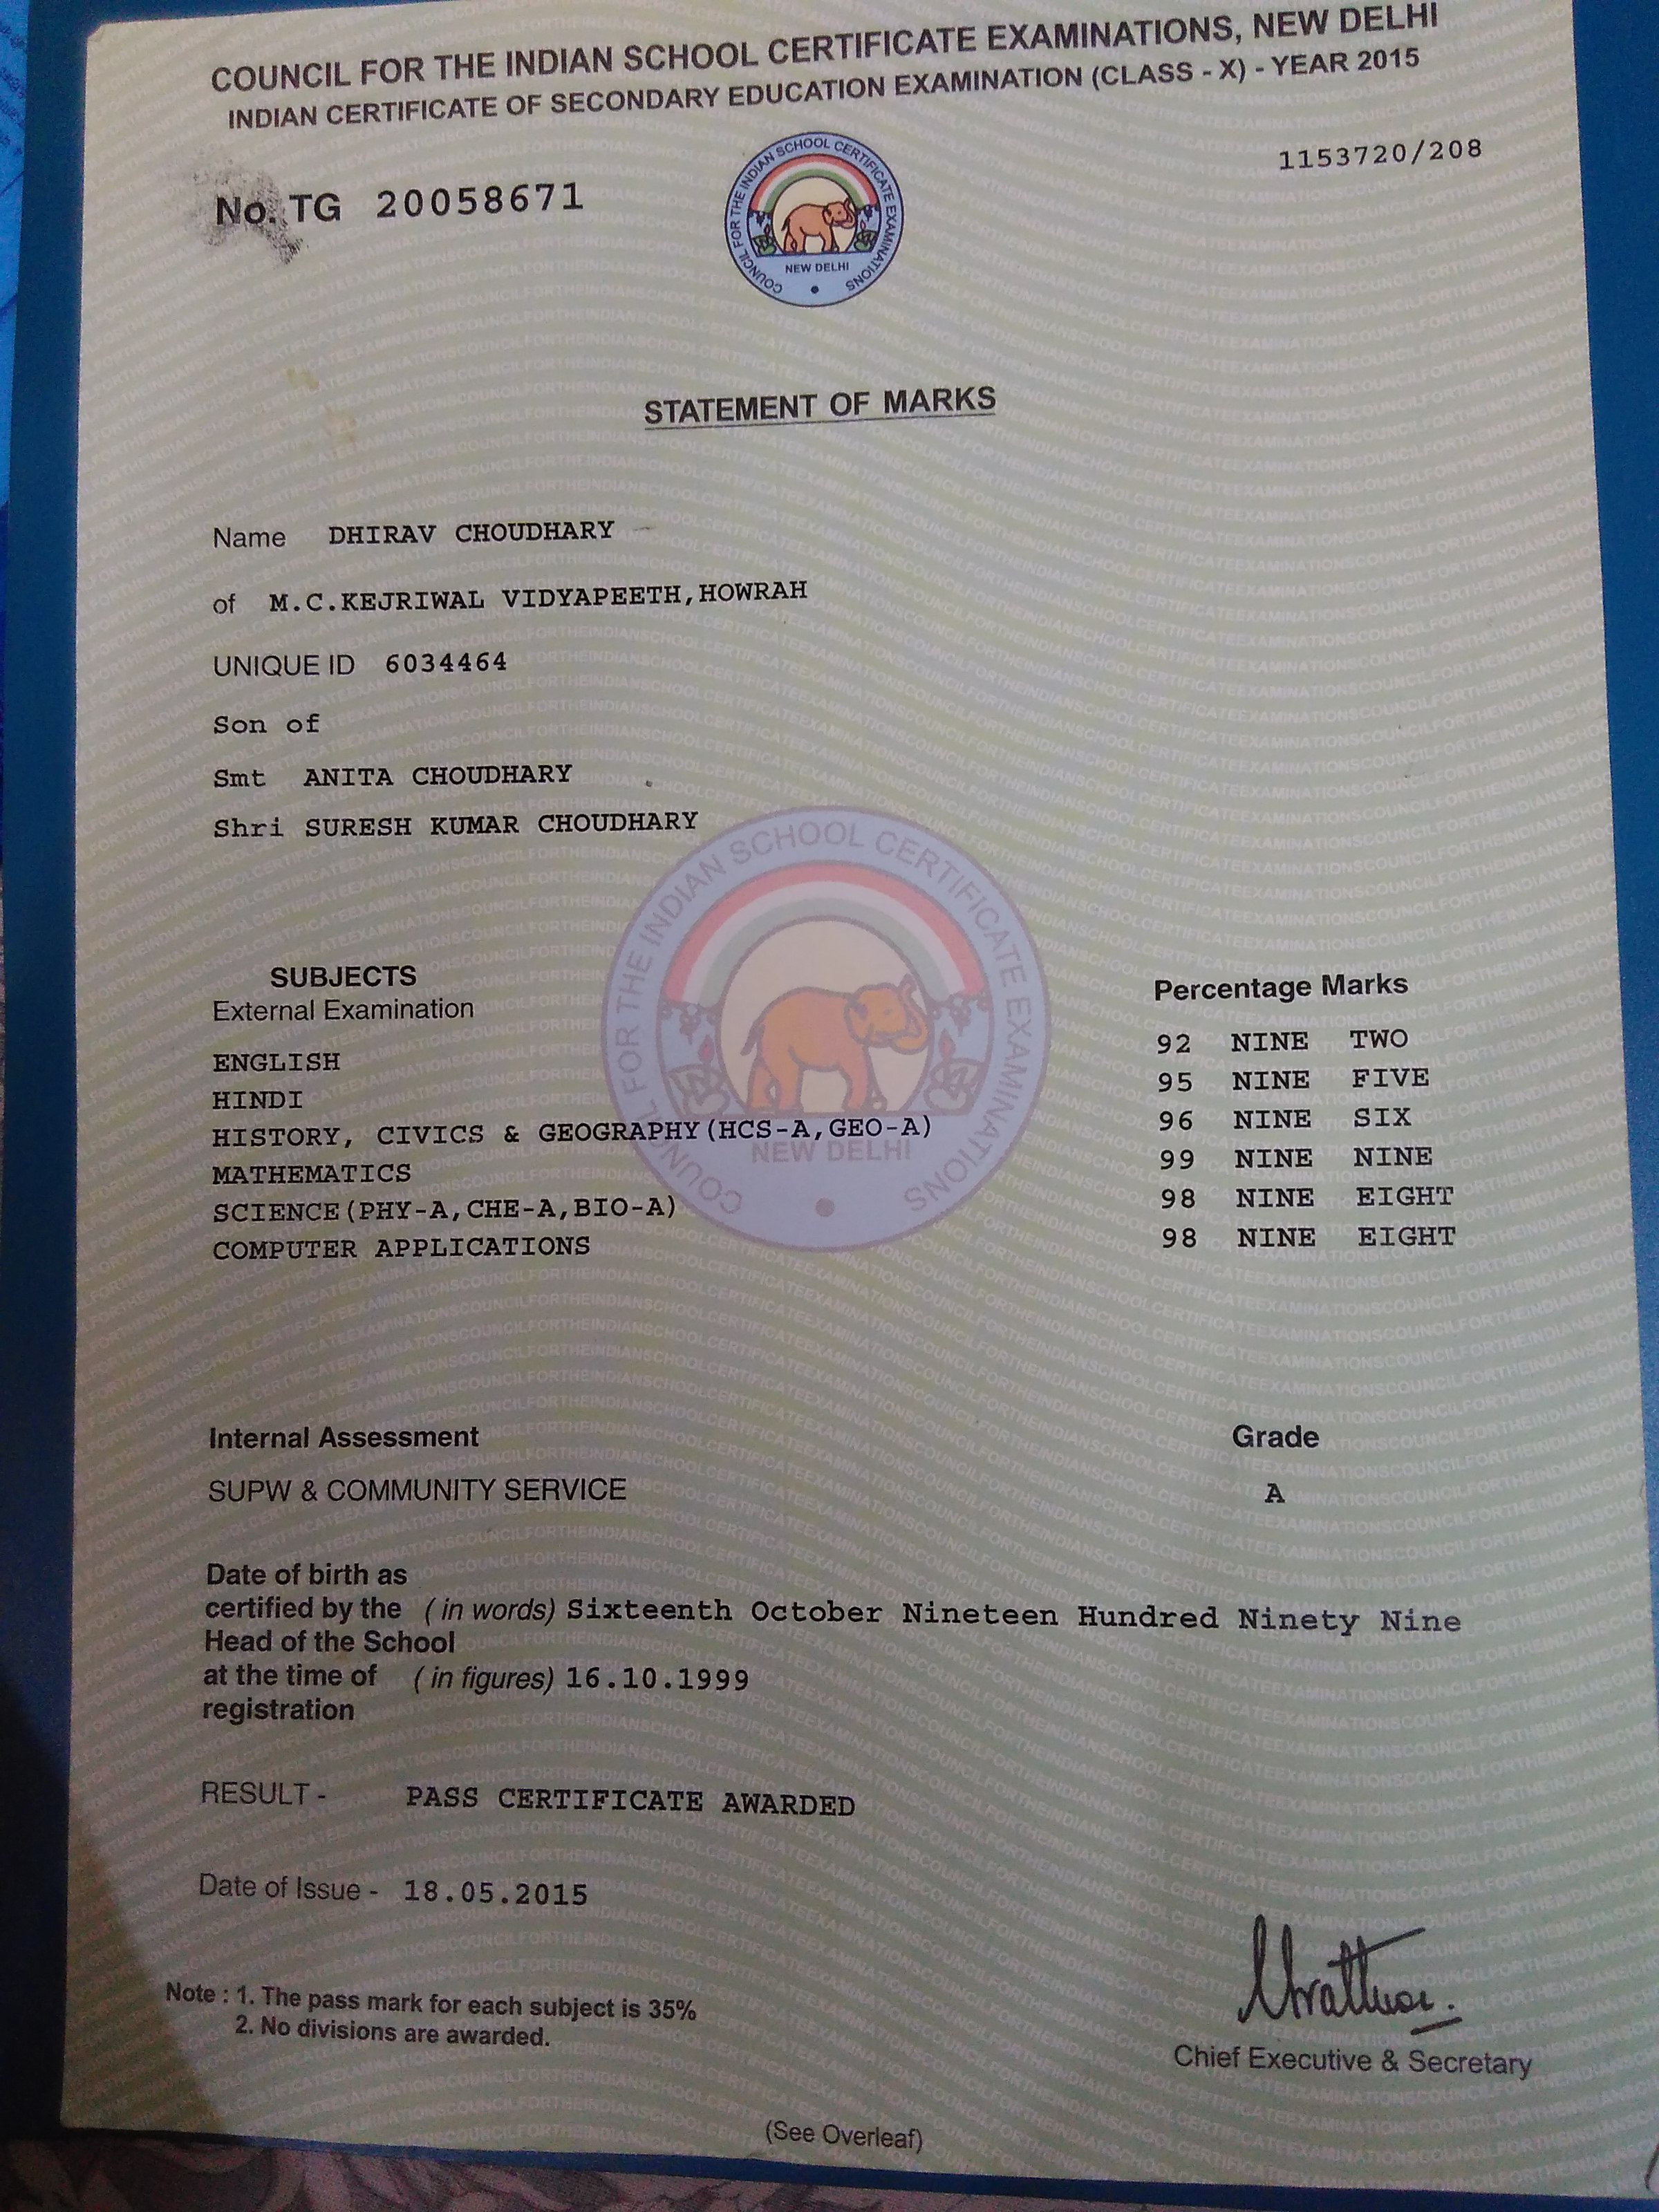 COUNCIL FOR THE INDIAN SCHOOL CERTIFICATE EXAMINATIONS, NEW DELHI
INDIAN CERTIFICATE OF SECONDARY EDUCATION EXAMINATION (CLASS - X) - YEAR 2015
1153720/208
No. TG 20058671
COUNCIL FOR THE INDIAN SCHOOL CERTIFICATE EXAMINATIONS
NEW DELHI
STATEMENT OF MARKS
Name DHIRAV CHOUDHARY
of M.C.KEJRIWAL VIDYAPEETH,HOWRAH
UNIQUE ID 6034464
Son of
Smt ANITA CHOUDHARY
Shri SURESH KUMAR CHOUDHARY
COUNCIL FOR THE INDIAN SCHOOL CERTIFICATE EXAMINATIONS
NEW DELHI
SUBJECTS Percentage Marks
External Examination
ENGLISH 92 NINE TWO
HINDI 95 NINE FIVE
HISTORY, CIVICS & GEOGRAPHY(HCS-A,GEO-A) 96 NINE SIX
MATHEMATICS 99 NINE NINE
SCIENCE(PHY-A,CHE-A,BIO-A) 98 NINE EIGHT
COMPUTER APPLICATIONS 98 NINE EIGHT
Internal Assessment Grade
SUPW & COMMUNITY SERVICE A
Date of birth as
certified by the (in words) Sixteenth October Nineteen Hundred Ninety Nine
Head of the School
at the time of (in figures) 16.10.1999
registration
RESULT - PASS CERTIFICATE AWARDED
Date of Issue - 18.05.2015
Note : 1. The pass mark for each subject is 35%
2. No divisions are awarded.
Chief Executive & Secretary
(See Overleaf)